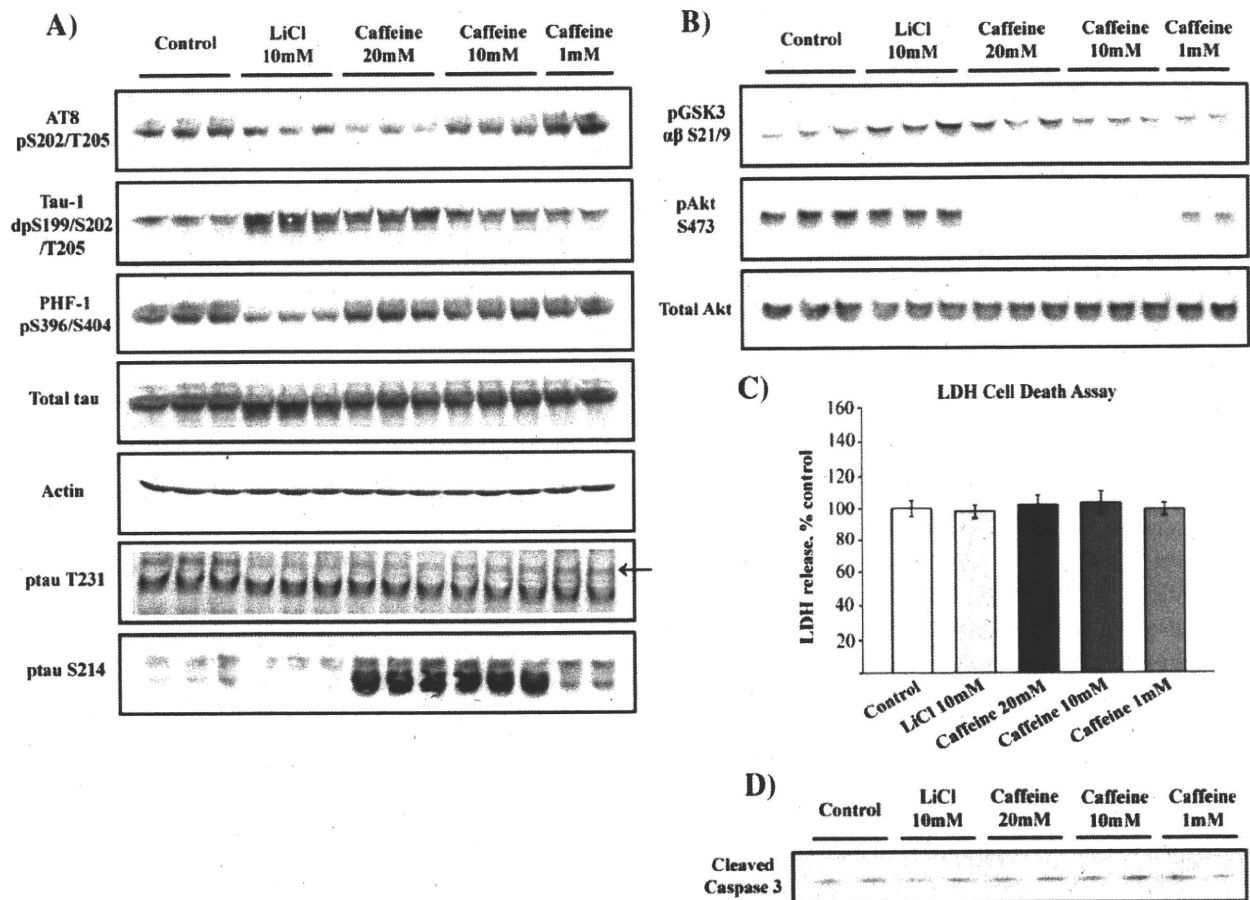 A)
Control
LiCl
10mM
Caffeine
20mM
Caffeine
10mM
Caffeine
1mM
AT8
pS202/T205
Tau-1
dpS199/S202
/T205
PHF-1
pS396/S404
Total tau
Actin
ptau T231
ptau S214
B)
Control
LiCl
10mM
Caffeine
20mM
Caffeine
10mM
Caffeine
1mM
pGSK3
αβ S21/9
pAkt
S473
Total Akt
C)
LDH Cell Death Assay
LDH release. % control
160
140
120
100
80
60
40
20
Control
LiCl 10mM
Caffeine 20mM
Caffeine 10mM
Caffeine 1mM
D)
Control
LiCl
10mM
Caffeine
20mM
Caffeine
10mM
Caffeine
1mM
Cleaved
Caspase 3